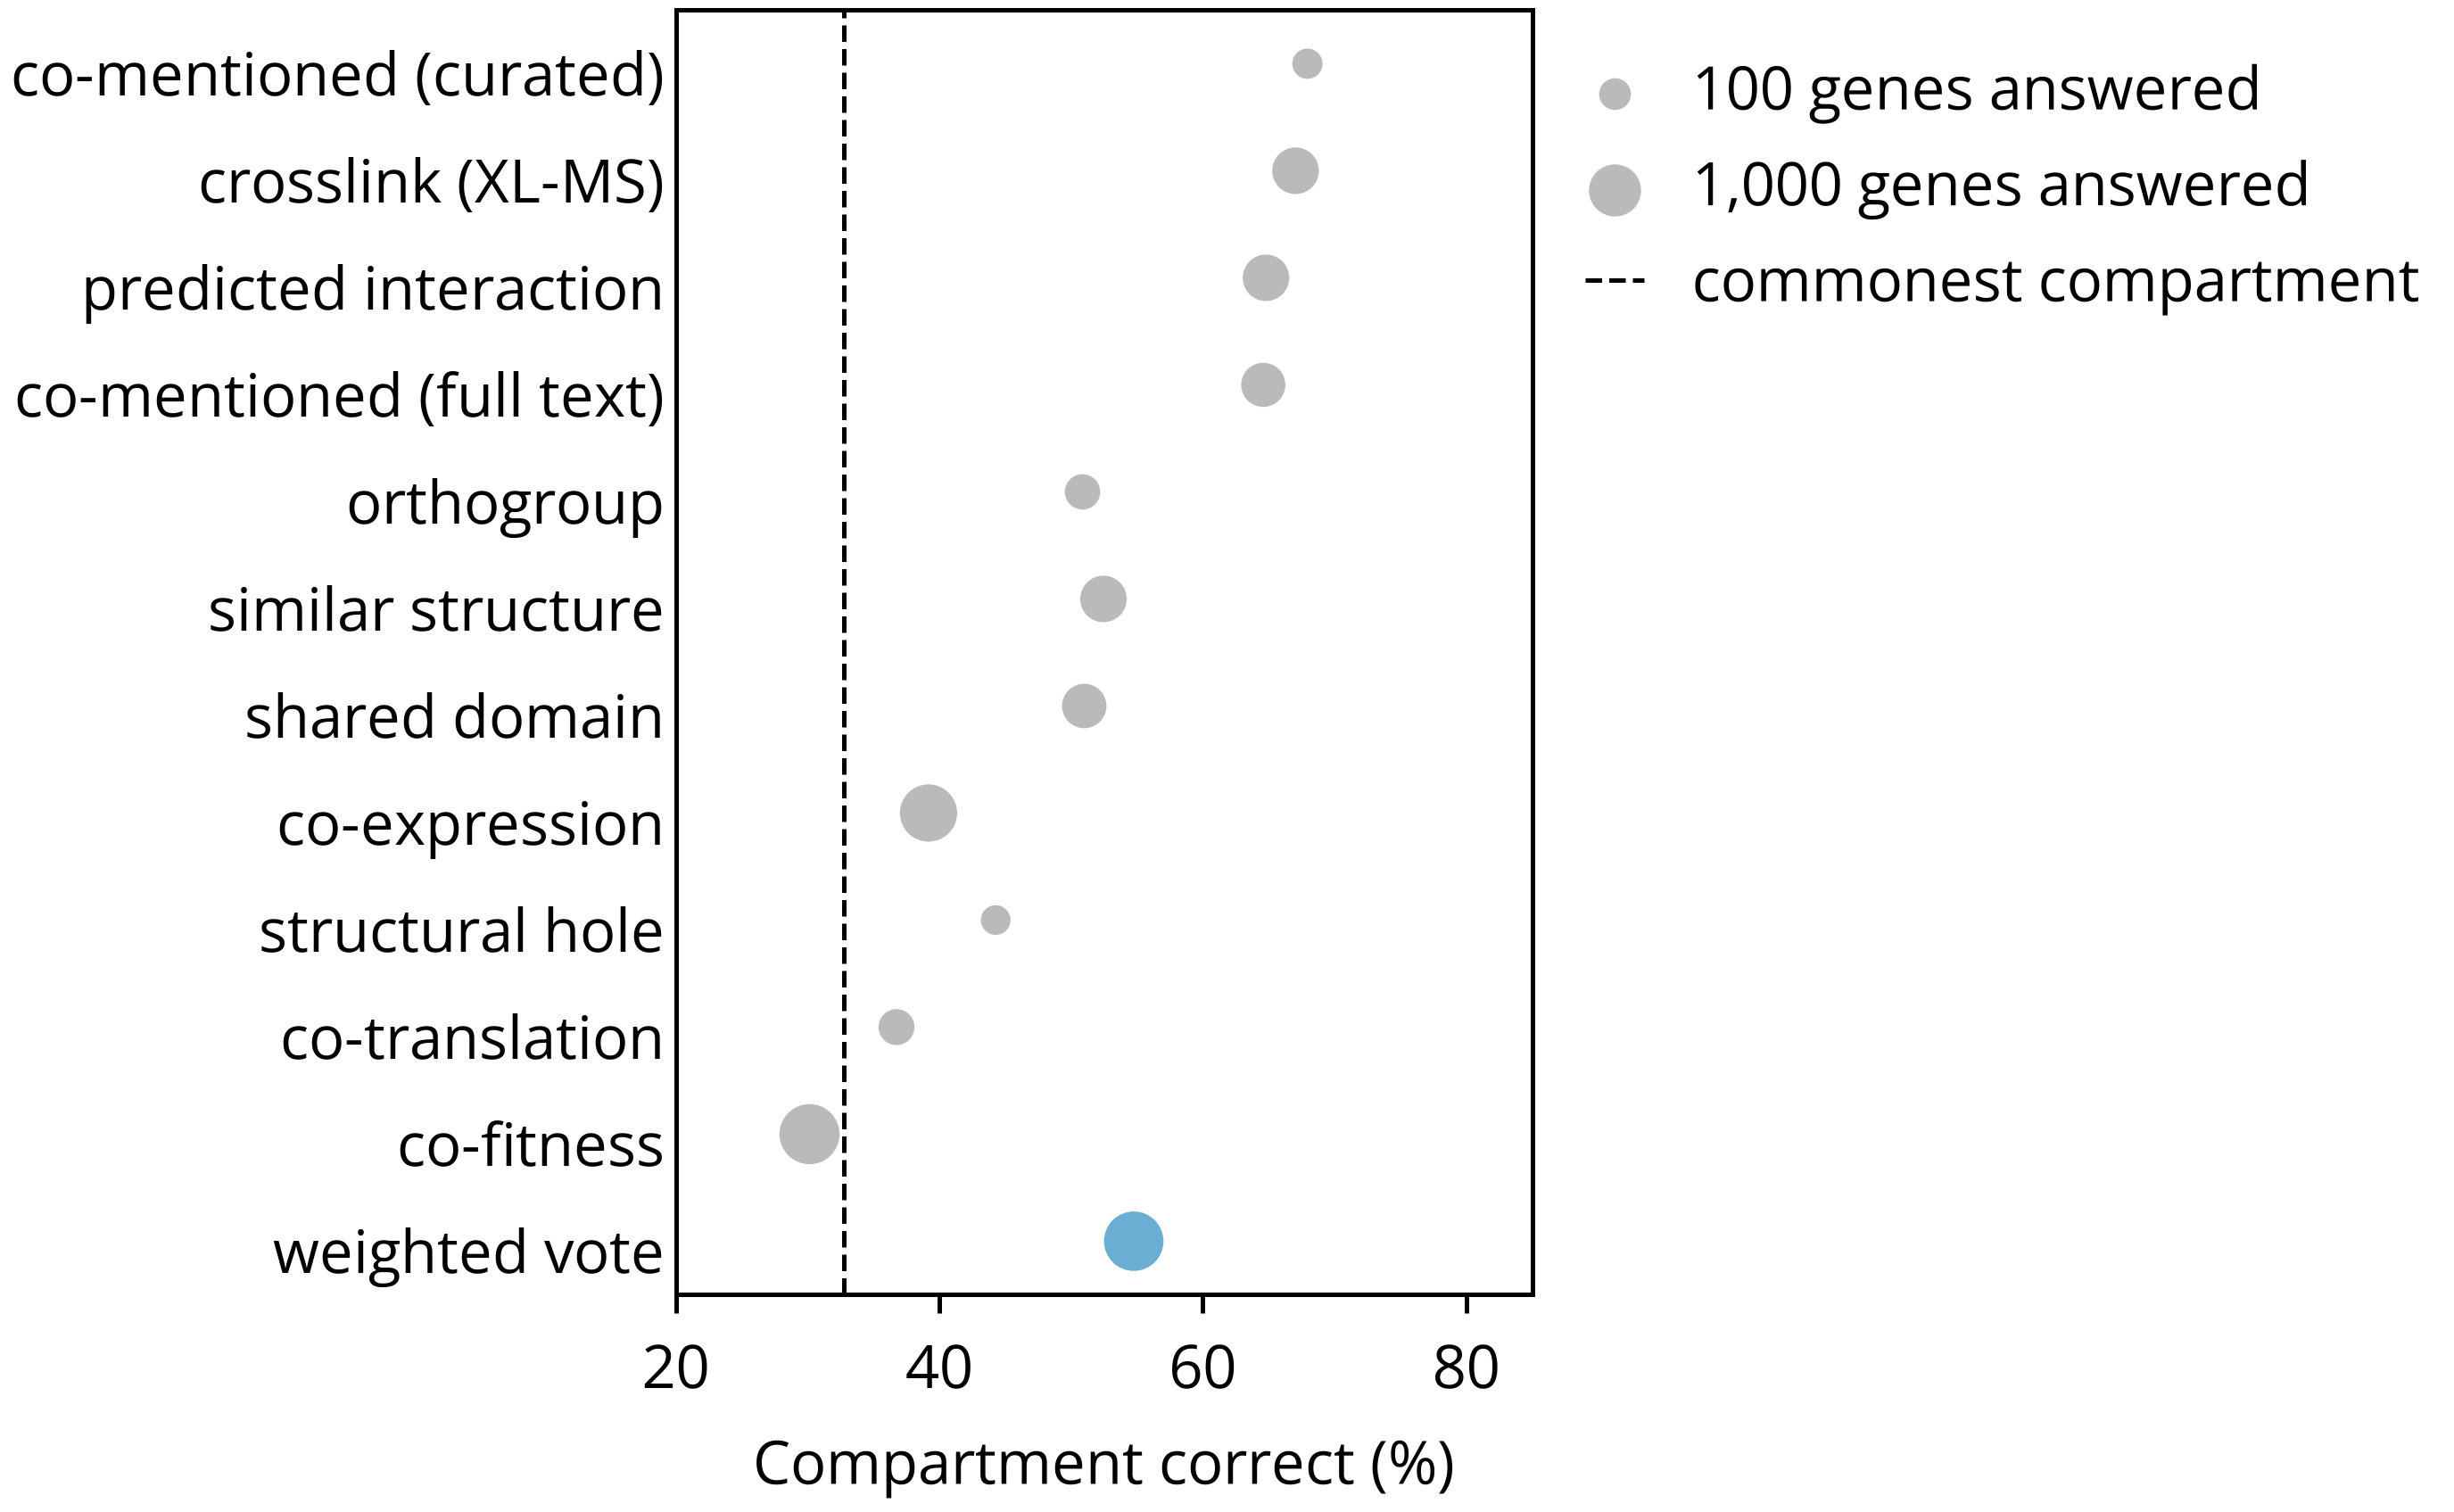 co-mentioned (curated)
crosslink (XL-MS)
predicted interaction
co-mentioned (full text)
orthogroup
similar structure
shared domain
co-expression
structural hole
co-translation
co-fitness
weighted vote
20 40 60 80
Compartment correct (%)
100 genes answered
1,000 genes answered
commonest compartment